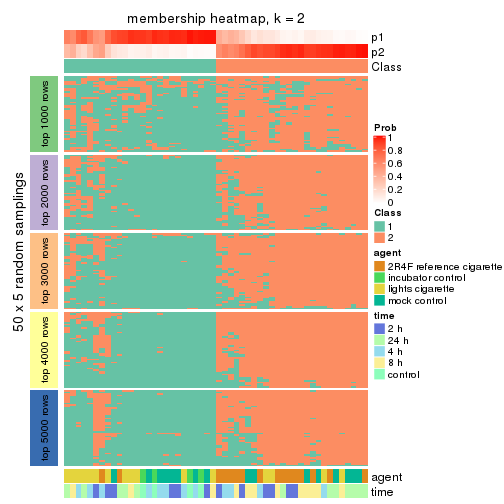 membership heatmap, k = 2
p1
p2
Class
50 x 5 random samplings
top 1000 rows
top 2000 rows
top 3000 rows
top 4000 rows
top 5000 rows
agent
time
Prob
1
0.8
0.6
0.4
0.2
0
Class
1
2
agent
2R4F reference cigarette
incubator control
lights cigarette
mock control
time
2 h
24 h
4 h
8 h
control